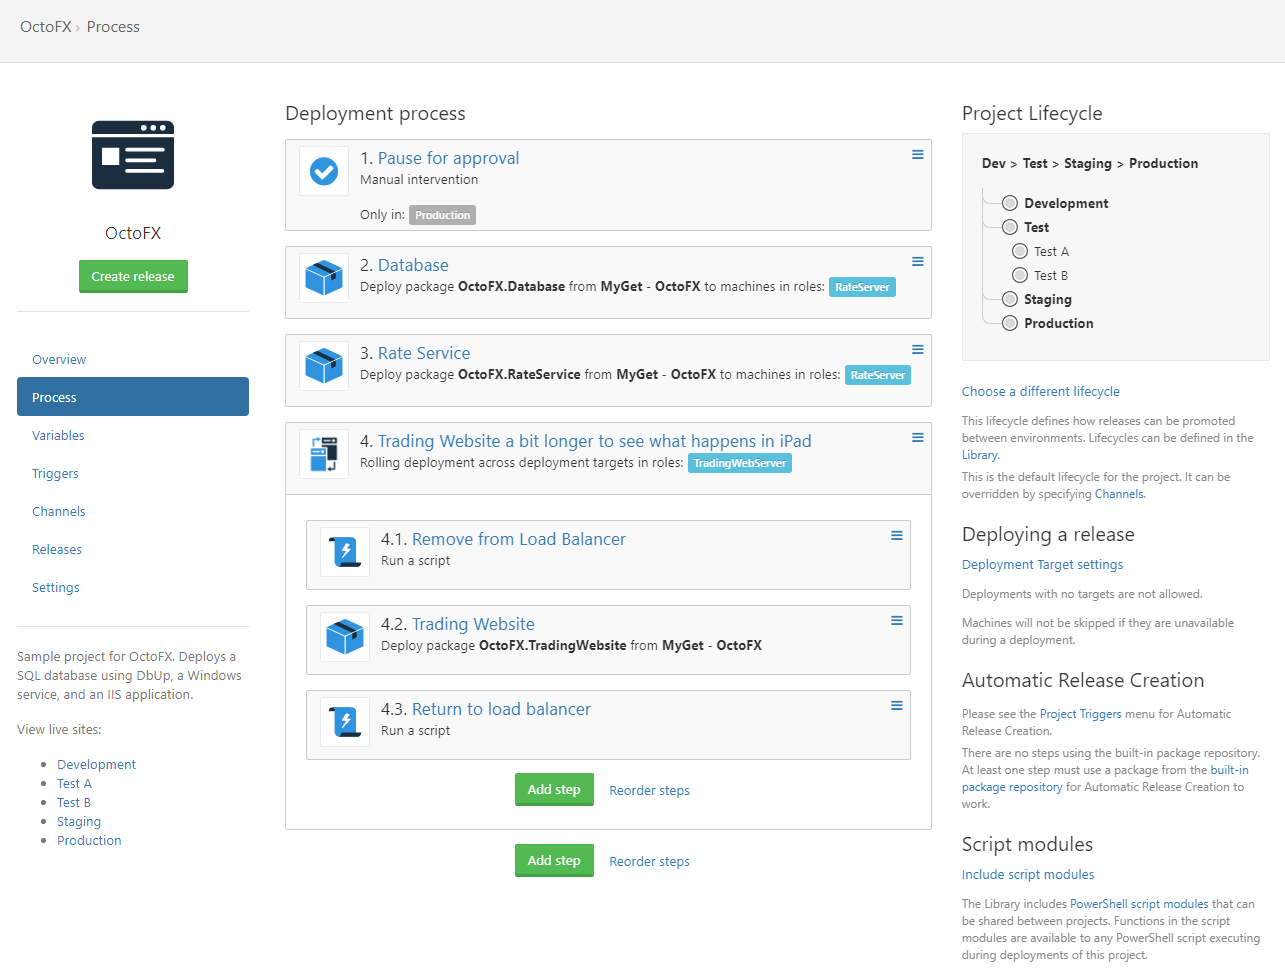 OctoFX › Process
OctoFX
Create release
Overview
Process
Variables
Triggers
Channels
Releases
Settings
Sample project for OctoFX. Deploys a
SQL database using DbUp, a Windows
service, and an IIS application.
View live sites:
Development
Test A
Test B
Staging
Production
Deployment process
1. Pause for approval
Manual intervention
Only in: Production
2. Database
Deploy package OctoFX.Database from MyGet - OctoFX to machines in roles: RateServer
3. Rate Service
Deploy package OctoFX.RateService from MyGet - OctoFX to machines in roles: RateServer
4. Trading Website a bit longer to see what happens in iPad
Rolling deployment across deployment targets in roles: TradingWebServer
4.1. Remove from Load Balancer
Run a script
4.2. Trading Website
Deploy package OctoFX.TradingWebsite from MyGet - OctoFX
4.3. Return to load balancer
Run a script
Add step Reorder steps
Add step Reorder steps
Project Lifecycle
Dev > Test > Staging > Production
Development
Test
Test A
Test B
Staging
Production
Choose a different lifecycle
This lifecycle defines how releases can be promoted
between environments. Lifecycles can be defined in the
Library.
This is the default lifecycle for the project. It can be
overridden by specifying Channels.
Deploying a release
Deployment Target settings
Deployments with no targets are not allowed.
Machines will not be skipped if they are unavailable
during a deployment.
Automatic Release Creation
Please see the Project Triggers menu for Automatic
Release Creation.
There are no steps using the built-in package repository.
At least one step must use a package from the built-in
package repository for Automatic Release Creation to
work.
Script modules
Include script modules
The Library includes PowerShell script modules that can
be shared between projects. Functions in the script
modules are available to any PowerShell script executing
during deployments of this project.